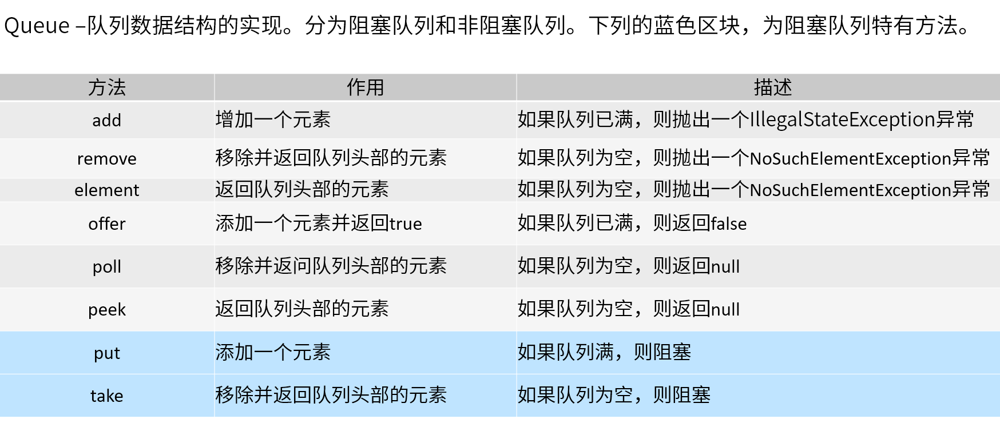 Queue –队列数据结构的实现。分为阻塞队列和非阻塞队列。下列的蓝色区块，为阻塞队列特有方法。
方法 作用 描述
add 增加一个元素 如果队列已满，则抛出一个IllegalStateException异常
remove 移除并返回队列头部的元素 如果队列为空，则抛出一个NoSuchElementException异常
element 返回队列头部的元素 如果队列为空，则抛出一个NoSuchElementException异常
offer 添加一个元素并返回true 如果队列已满，则返回false
poll 移除并返问队列头部的元素 如果队列为空，则返回null
peek 返回队列头部的元素 如果队列为空，则返回null
put 添加一个元素 如果队列满，则阻塞
take 移除并返回队列头部的元素 如果队列为空，则阻塞